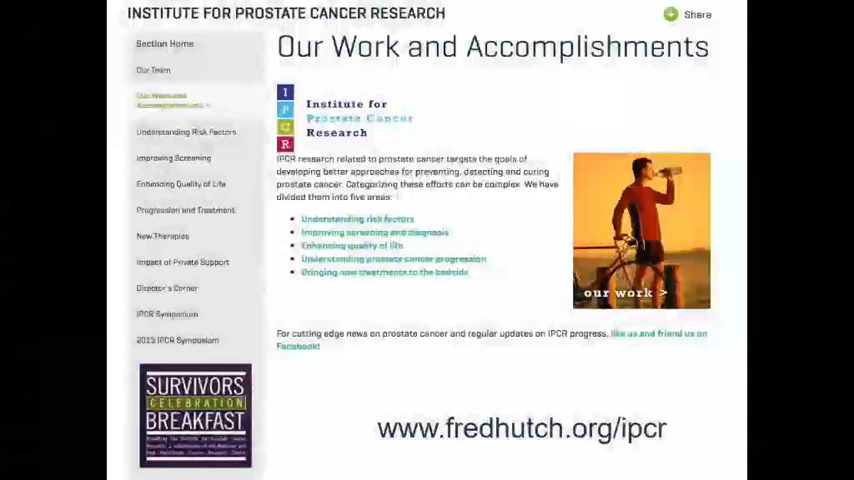 INSTITUTE FOR PROSTATE CANCER RESEARCH
Share
Section Home
Our Team
Our Work and
Accomplishments >
Understanding Risk Factors
Improving Screening
Enhancing Quality of Life
Progression and Treatment
New Therapies
Impact of Private Support
Director's Corner
IPCR Symposium
2015 IPCR Symposium
SURVIVORS
CELEBRATION
BREAKFAST
Our Work and Accomplishments
I
P
C
R
Institute for
Prostate Cancer
Research
IPCR research related to prostate cancer targets the goals of
developing better approaches for preventing, detecting and curing
prostate cancer. Categorizing these efforts can be complex. We have
divided them into five areas:
Understanding risk factors
Improving screening and diagnosis
Enhancing quality of life
Understanding prostate cancer progression
Bringing new treatments to the bedside
our work >
For cutting edge news on prostate cancer and regular updates on IPCR progress, like us and friend us on
Facebook!
www.fredhutch.org/ipcr